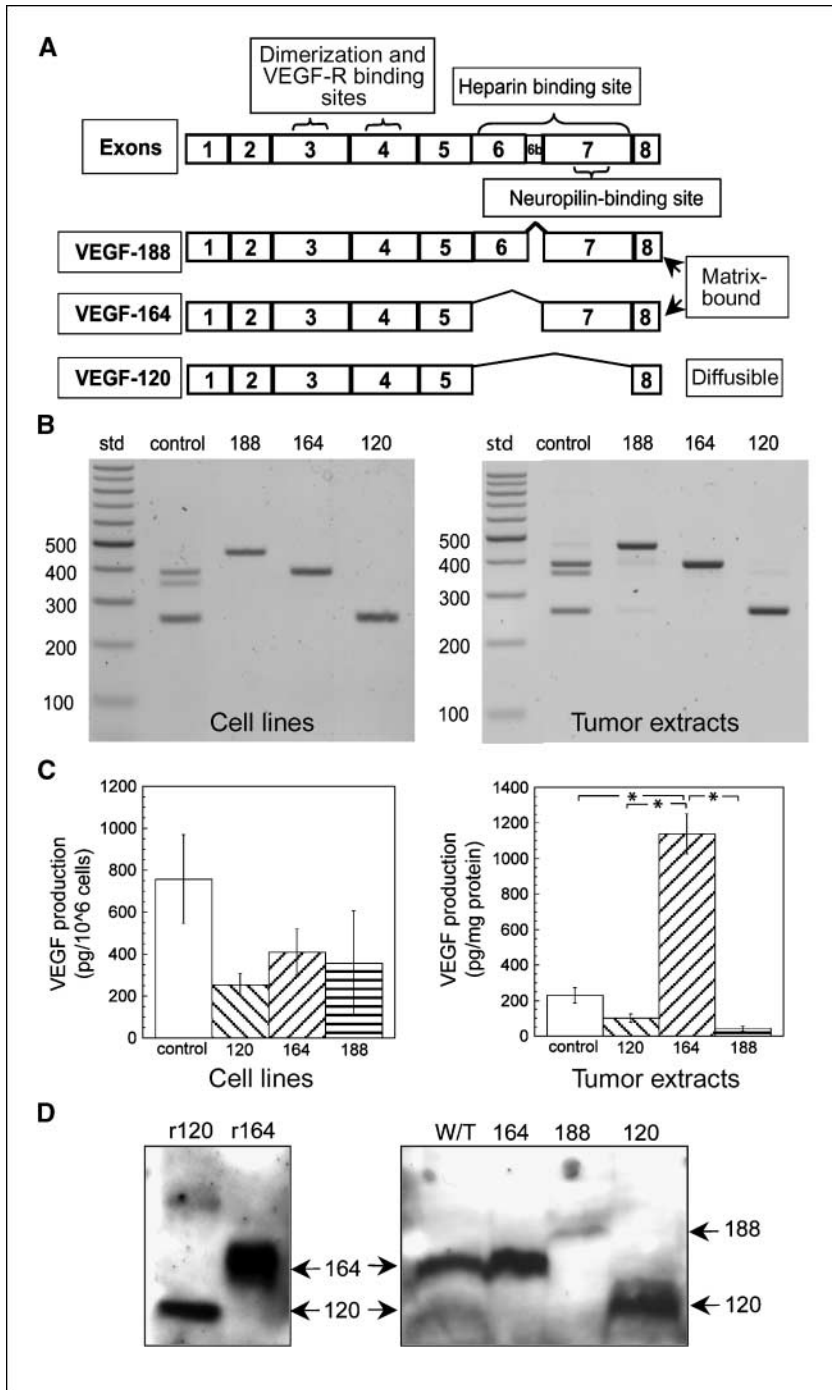 A
Dimerization and
VEGF-R binding
sites
Heparin binding site
Exons
1 2 3 4 5 6 6b 7 8
Neuropilin-binding site
VEGF-188
1 2 3 4 5 6 7 8
Matrix-
bound
VEGF-164
1 2 3 4 5 7 8
VEGF-120
1 2 3 4 5 8
Diffusible
B
std control 188 164 120
500
400
300
200
100
Cell lines
std control 188 164 120
500
400
300
200
100
Tumor extracts
C
VEGF production
(pg/10^6 cells)
1200
1000
800
600
400
200
0
control 120 164 188
Cell lines
VEGF production
(pg/mg protein)
1400
1200
1000
800
600
400
200
0
* * *
control 120 164 188
Tumor extracts
D
r120 r164
164
120
W/T 164 188 120
188
120